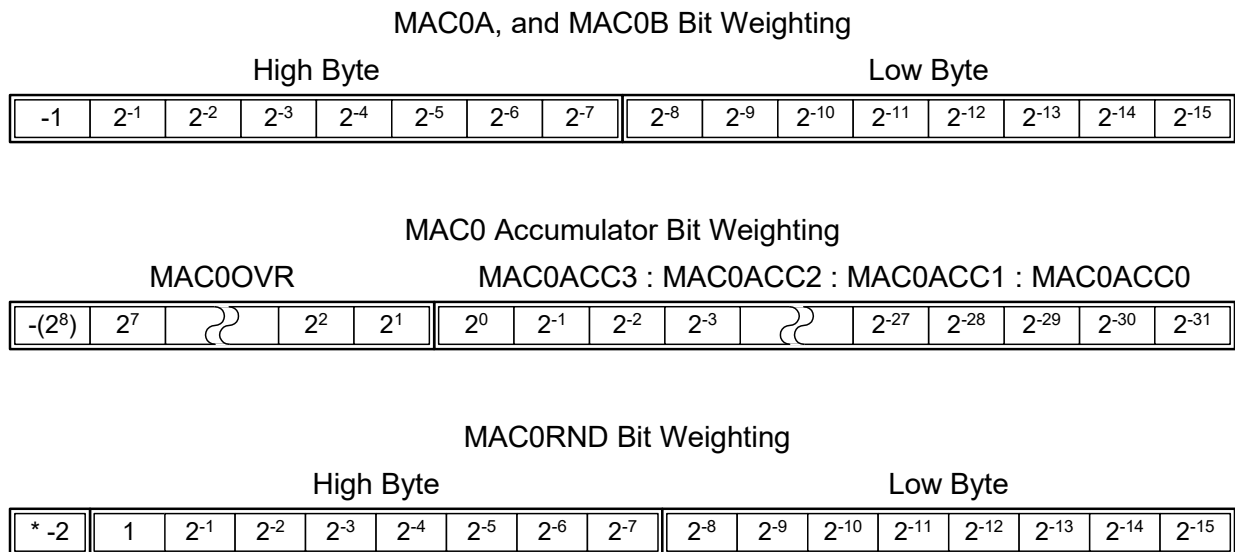 MAC0A, and MAC0B Bit Weighting
High Byte Low Byte
-1 2⁻¹ 2⁻² 2⁻³ 2⁻⁴ 2⁻⁵ 2⁻⁶ 2⁻⁷ 2⁻⁸ 2⁻⁹ 2⁻¹⁰ 2⁻¹¹ 2⁻¹² 2⁻¹³ 2⁻¹⁴ 2⁻¹⁵
MAC0 Accumulator Bit Weighting
MAC0OVR MAC0ACC3 : MAC0ACC2 : MAC0ACC1 : MAC0ACC0
-(2⁸) 2⁷ 2² 2¹ 2⁰ 2⁻¹ 2⁻² 2⁻³ 2⁻²⁷ 2⁻²⁸ 2⁻²⁹ 2⁻³⁰ 2⁻³¹
MAC0RND Bit Weighting
High Byte Low Byte
* -2 1 2⁻¹ 2⁻² 2⁻³ 2⁻⁴ 2⁻⁵ 2⁻⁶ 2⁻⁷ 2⁻⁸ 2⁻⁹ 2⁻¹⁰ 2⁻¹¹ 2⁻¹² 2⁻¹³ 2⁻¹⁴ 2⁻¹⁵